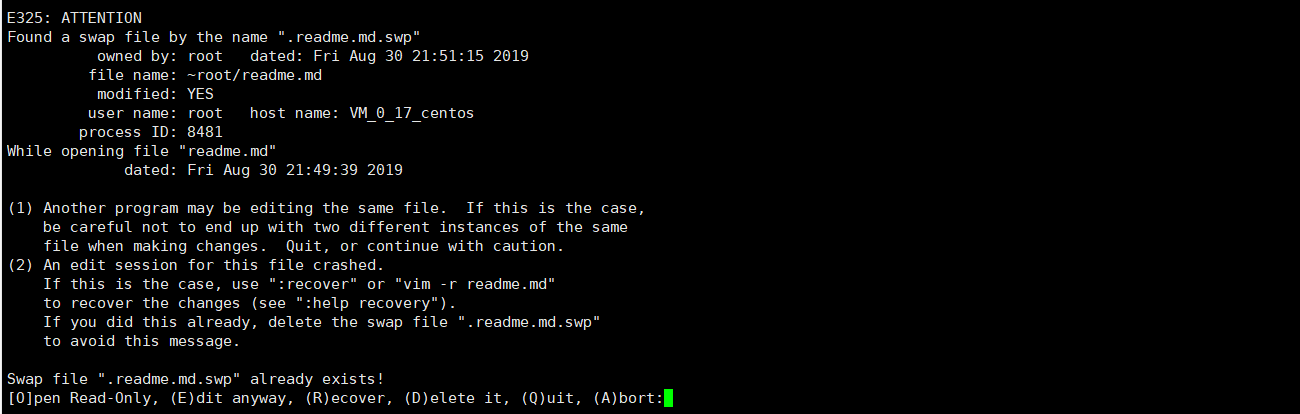 E325: ATTENTION
Found a swap file by the name ".readme.md.swp"
          owned by: root   dated: Fri Aug 30 21:51:15 2019
         file name: ~root/readme.md
          modified: YES
         user name: root   host name: VM_0_17_centos
        process ID: 8481
While opening file "readme.md"
             dated: Fri Aug 30 21:49:39 2019

(1) Another program may be editing the same file.  If this is the case,
    be careful not to end up with two different instances of the same
    file when making changes.  Quit, or continue with caution.
(2) An edit session for this file crashed.
    If this is the case, use ":recover" or "vim -r readme.md"
    to recover the changes (see ":help recovery").
    If you did this already, delete the swap file ".readme.md.swp"
    to avoid this message.

Swap file ".readme.md.swp" already exists!
[O]pen Read-Only, (E)dit anyway, (R)ecover, (D)elete it, (Q)uit, (A)bort: